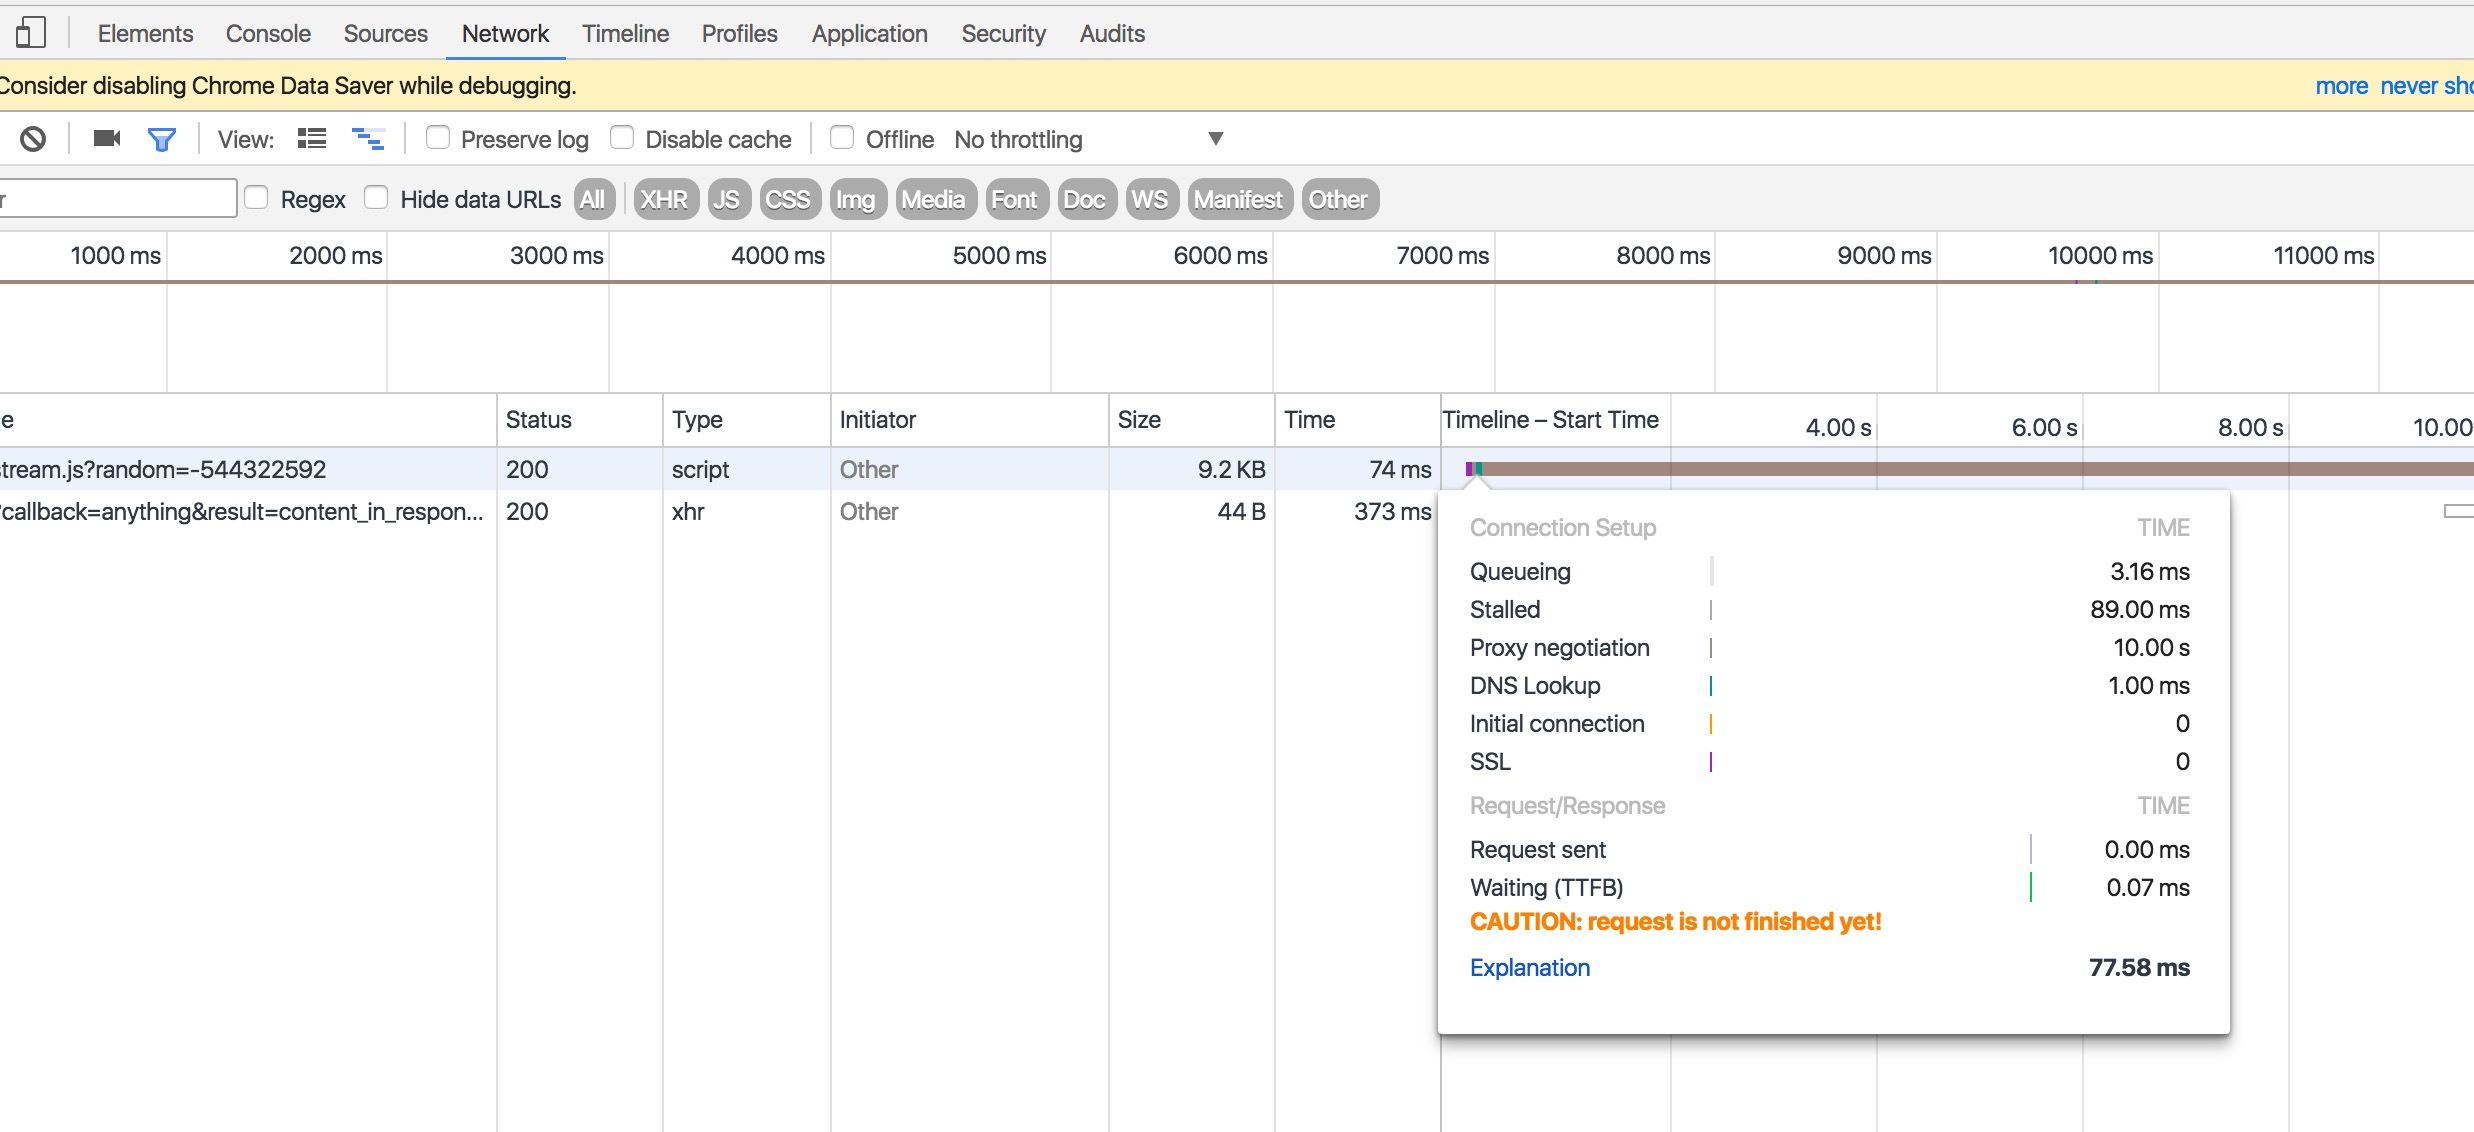 Elements Console Sources Network Timeline Profiles Application Security Audits
Consider disabling Chrome Data Saver while debugging. more never sho
View: Preserve log Disable cache Offline No throttling ▼
r Regex Hide data URLs All XHR JS CSS Img Media Font Doc WS Manifest Other
1000 ms 2000 ms 3000 ms 4000 ms 5000 ms 6000 ms 7000 ms 8000 ms 9000 ms 10000 ms 11000 ms
e Status Type Initiator Size Time Timeline – Start Time 4.00 s 6.00 s 8.00 s 10.00
stream.js?random=-544322592 200 script Other 9.2 KB 74 ms
?callback=anything&result=content_in_respon... 200 xhr Other 44 B 373 ms
Connection Setup TIME
Queueing 3.16 ms
Stalled 89.00 ms
Proxy negotiation 10.00 s
DNS Lookup 1.00 ms
Initial connection 0
SSL 0
Request/Response TIME
Request sent 0.00 ms
Waiting (TTFB) 0.07 ms
CAUTION: request is not finished yet!
Explanation 77.58 ms